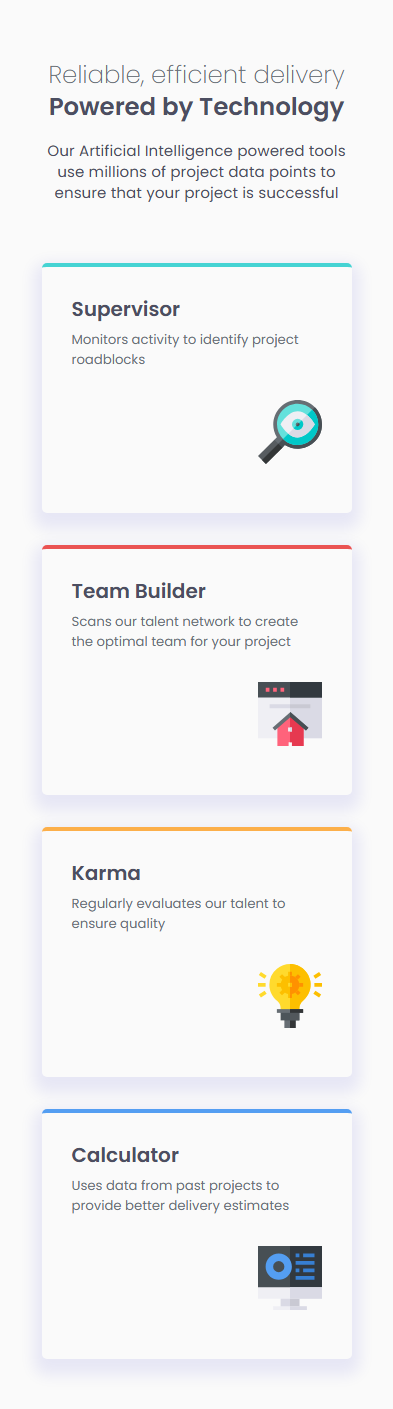 Reliable, efficient delivery
Powered by Technology
Our Artificial Intelligence powered tools
use millions of project data points to
ensure that your project is successful
Supervisor
Monitors activity to identify project
roadblocks
Team Builder
Scans our talent network to create
the optimal team for your project
Karma
Regularly evaluates our talent to
ensure quality
Calculator
Uses data from past projects to
provide better delivery estimates